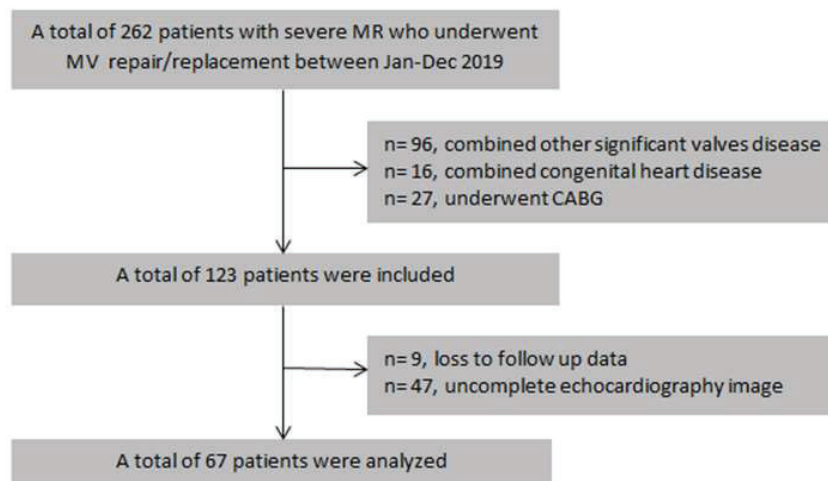 A total of 262 patients with severe MR who underwent
MV repair/replacement between Jan-Dec 2019
n= 96, combined other significant valves disease
n= 16, combined congenital heart disease
n= 27, underwent CABG
A total of 123 patients were included
n= 9, loss to follow up data
n= 47, uncomplete echocardiography image
A total of 67 patients were analyzed